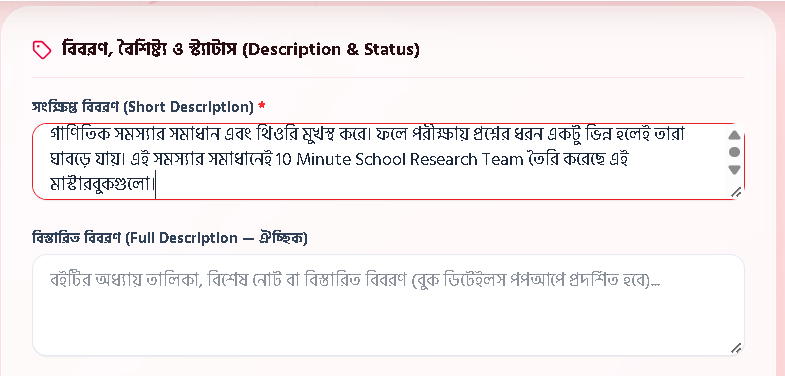 বিবরণ, বৈশিষ্ট্য ও স্ট্যাটাস (Description & Status)
সংক্ষিপ্ত বিবরণ (Short Description) *
গাণিতিক সমস্যার সমাধান এবং থিওরি মুখস্থ করে। ফলে পরীক্ষায় প্রশ্নের ধরন একটু ভিন্ন হলেই তারা
ঘাবড়ে যায়। এই সমস্যার সমাধানেই 10 Minute School Research Team তৈরি করেছে এই
মাস্টারবুকগুলো।
বিস্তারিত বিবরণ (Full Description — ঐচ্ছিক)
বইটির অধ্যায় তালিকা, বিশেষ নোট বা বিস্তারিত বিবরণ (বুক ডিটেইলস পপআপে প্রদর্শিত হবে)...